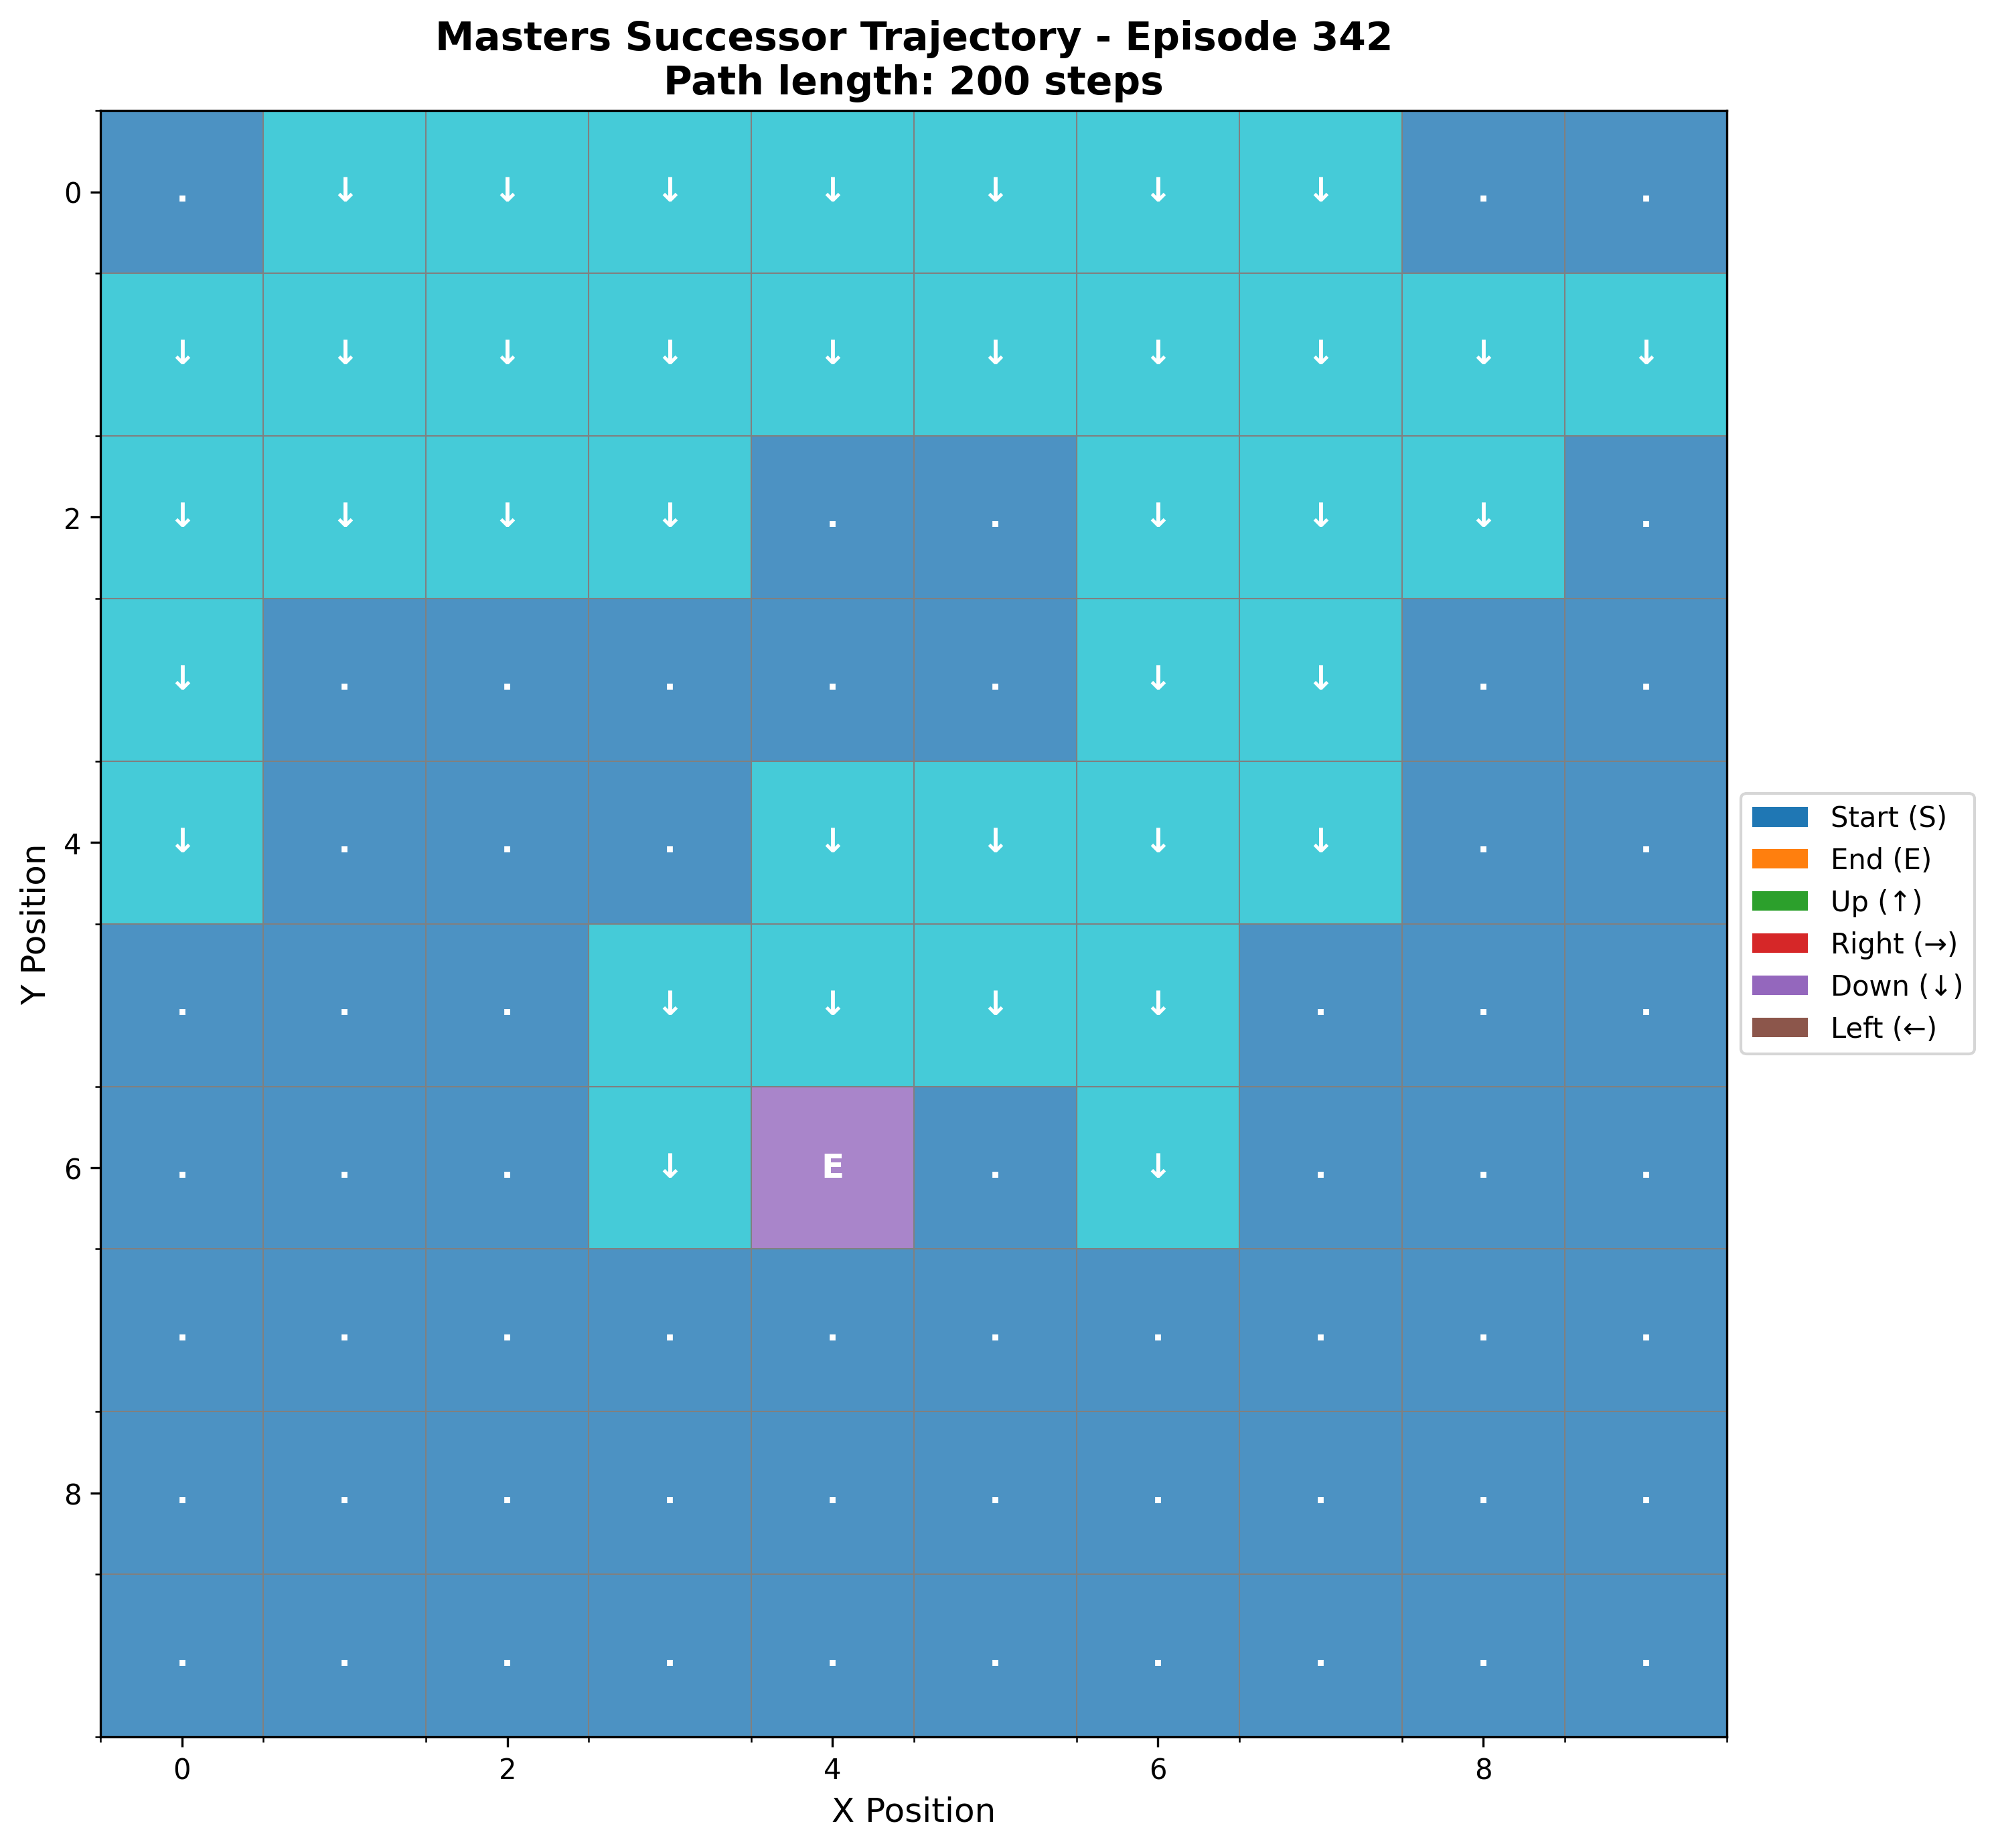 Masters Successor Trajectory - Episode 342
Path length: 200 steps
0 . ↓ ↓ ↓ ↓ ↓ ↓ ↓ . .
↓ ↓ ↓ ↓ ↓ ↓ ↓ ↓ ↓ ↓
2 ↓ ↓ ↓ ↓ . . ↓ ↓ ↓ .
↓ . . . . . ↓ ↓ . .
4 ↓ . . . ↓ ↓ ↓ ↓ . .
. . . ↓ ↓ ↓ ↓ . . .
6 . . . ↓ E . ↓ . . .
. . . . . . . . . .
8 . . . . . . . . . .
. . . . . . . . . .
0 2 4 6 8
X Position
Y Position
Start (S)
End (E)
Up (↑)
Right (→)
Down (↓)
Left (←)